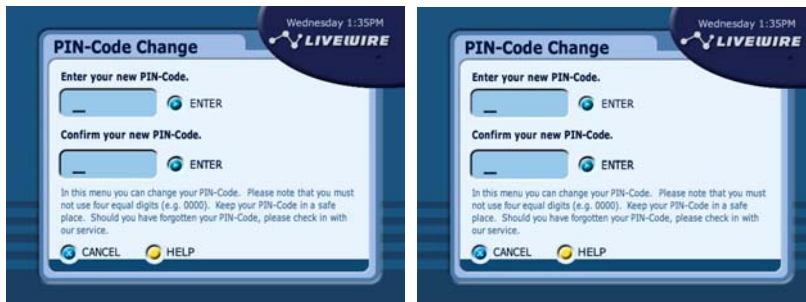 Wednesday 1:35PM
LIVEWIRE
PIN-Code Change
Enter your new PIN-Code.
_
ENTER
Confirm your new PIN-Code.
_
ENTER
In this menu you can change your PIN-Code. Please note that you must
not use four equal digits (e.g. 0000). Keep your PIN-Code in a safe
place. Should you have forgotten your PIN-Code, please check in with
our service.
CANCEL HELP
Wednesday 1:35PM
LIVEWIRE
PIN-Code Change
Enter your new PIN-Code.
_
ENTER
Confirm your new PIN-Code.
_
ENTER
In this menu you can change your PIN-Code. Please note that you must
not use four equal digits (e.g. 0000). Keep your PIN-Code in a safe
place. Should you have forgotten your PIN-Code, please check in with
our service.
CANCEL HELP